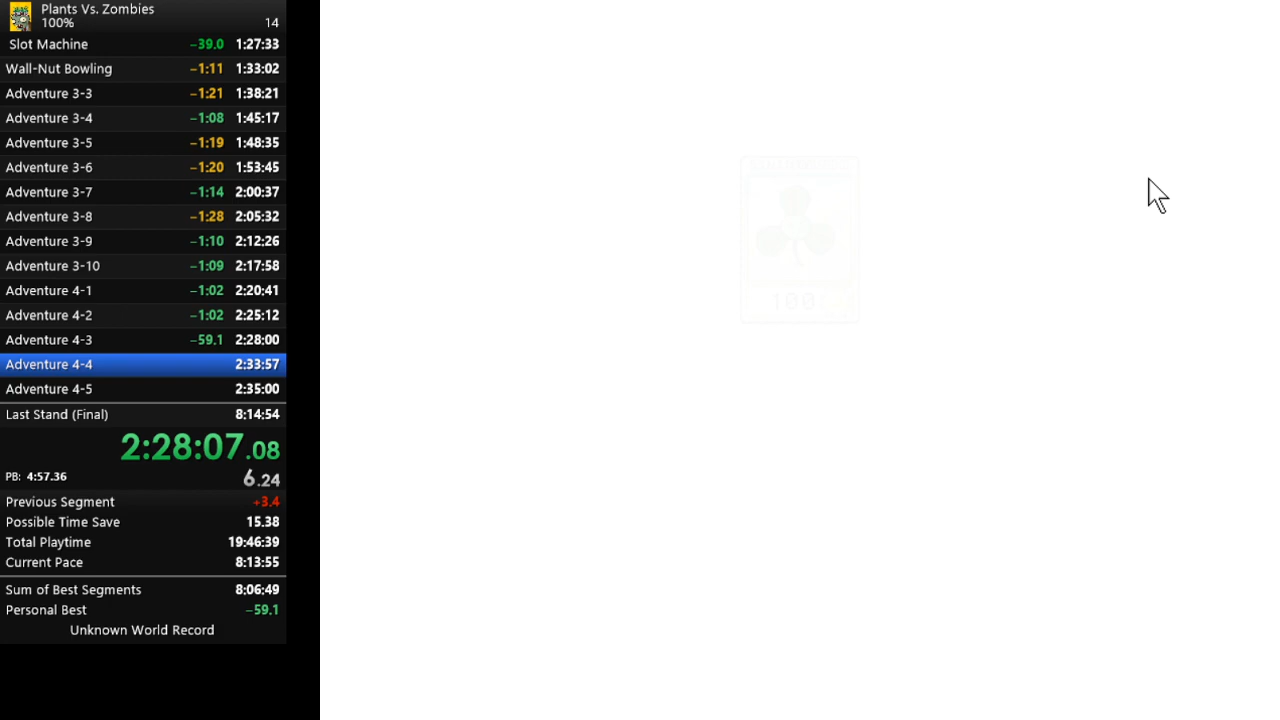 Plants Vs. Zombies
100% 14
Slot Machine -39.0 1:27:33
Wall-Nut Bowling -1:11 1:33:02
Adventure 3-3 -1:21 1:38:21
Adventure 3-4 -1:08 1:45:17
Adventure 3-5 -1:19 1:48:35
Adventure 3-6 -1:20 1:53:45
Adventure 3-7 -1:14 2:00:37
Adventure 3-8 -1:28 2:05:32
Adventure 3-9 -1:10 2:12:26
Adventure 3-10 -1:09 2:17:58
Adventure 4-1 -1:02 2:20:41
Adventure 4-2 -1:02 2:25:12
Adventure 4-3 -59.1 2:28:00
Adventure 4-4 2:33:57
Adventure 4-5 2:35:00
Last Stand (Final) 8:14:54
2:28:07.08
PB: 4:57.36 6.24
Previous Segment +3.4
Possible Time Save 15.38
Total Playtime 19:46:39
Current Pace 8:13:55
Sum of Best Segments 8:06:49
Personal Best -59.1
Unknown World Record
100